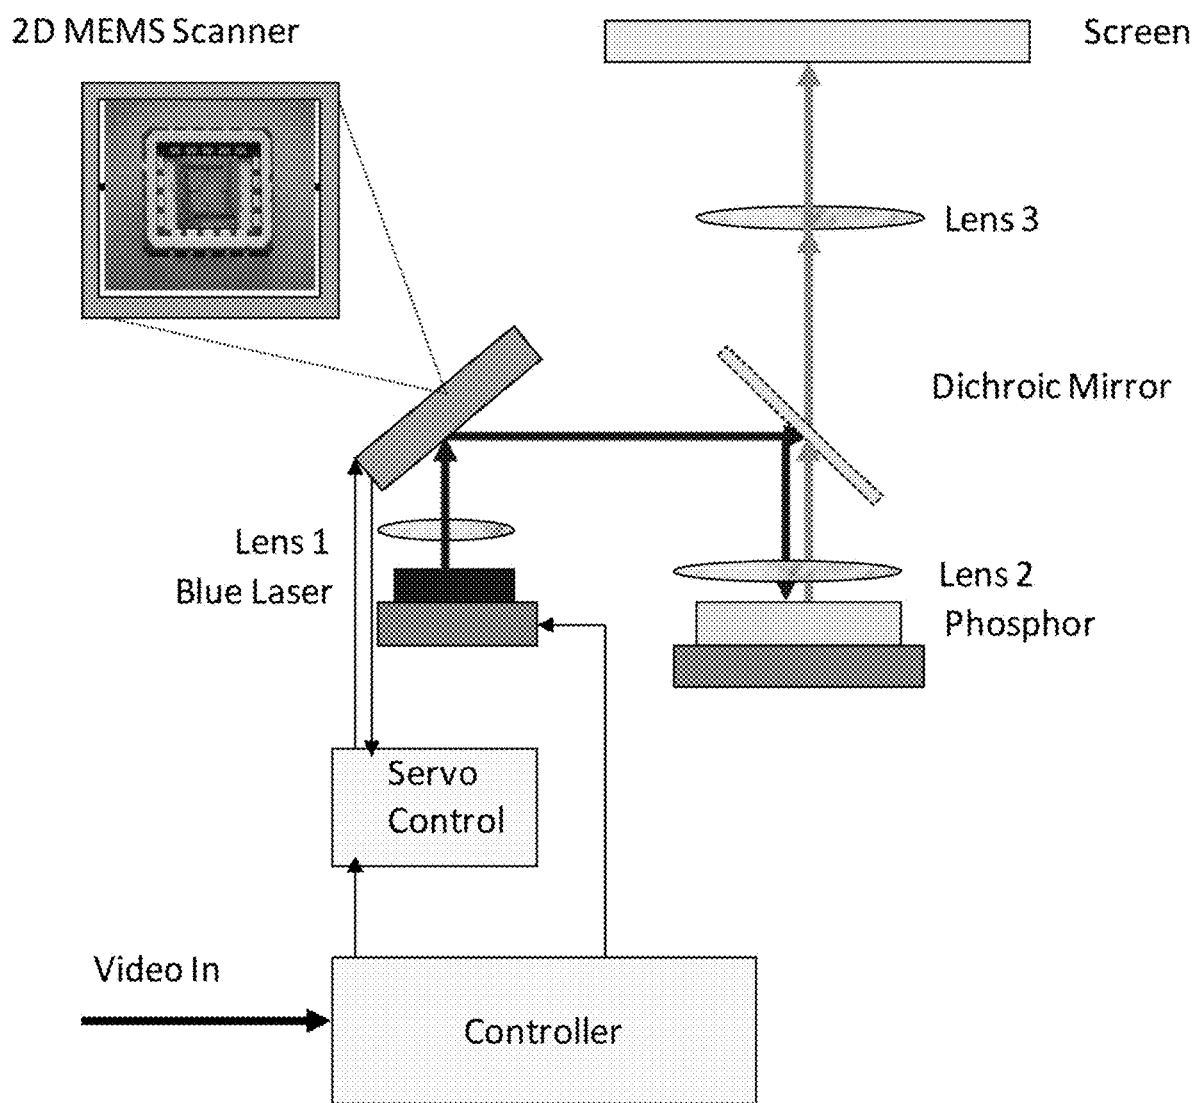 2D MEMS Scanner
Screen
Lens 3
Dichroic Mirror
Lens 1
Blue Laser
Lens 2
Phosphor
Servo
Control
Video In
Controller